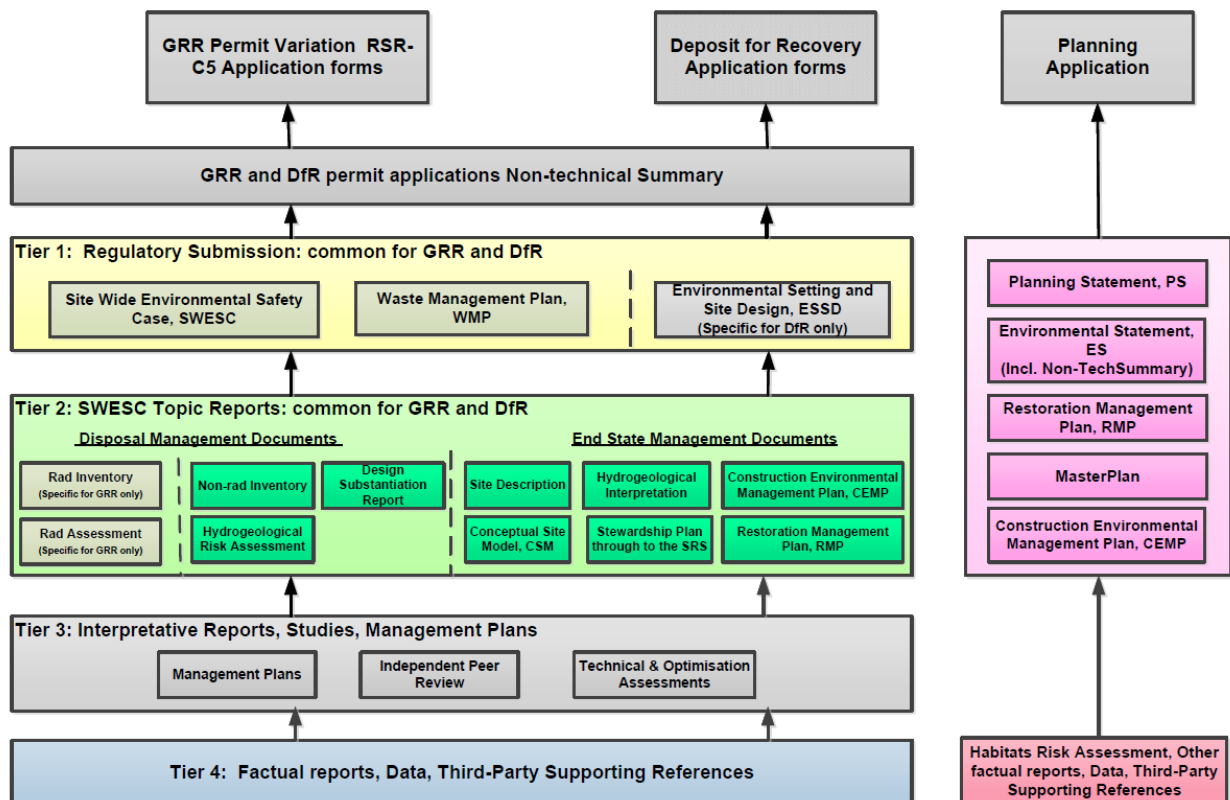 GRR Permit Variation  RSR-
C5 Application forms
Deposit for Recovery
Application forms
Planning
Application
GRR and DfR permit applications Non-technical Summary
Tier 1:  Regulatory Submission: common for GRR and DfR
Site Wide Environmental Safety
Case, SWESC
Waste Management Plan,
WMP
Environmental Setting and
Site Design, ESSD
(Specific for DfR only)
Tier 2: SWESC Topic Reports: common for GRR and DfR
Disposal Management Documents
End State Management Documents
Rad Inventory
(Specific for GRR only)
Non-rad Inventory
Design
Substantiation
Report
Site Description
Hydrogeological
Interpretation
Construction Environmental
Management Plan, CEMP
Rad Assessment
(Specific for GRR only)
Hydrogeological
Risk Assessment
Conceptual Site
Model, CSM
Stewardship Plan
through to the SRS
Restoration Management
Plan, RMP
Tier 3: Interpretative Reports, Studies, Management Plans
Management Plans
Independent Peer
Review
Technical & Optimisation
Assessments
Tier 4:  Factual reports, Data, Third-Party Supporting References
Planning Statement, PS
Environmental Statement,
ES
(Incl. Non-TechSummary)
Restoration Management
Plan, RMP
MasterPlan
Construction Environmental
Management Plan, CEMP
Habitats Risk Assessment, Other
factual reports, Data, Third-Party
Supporting References